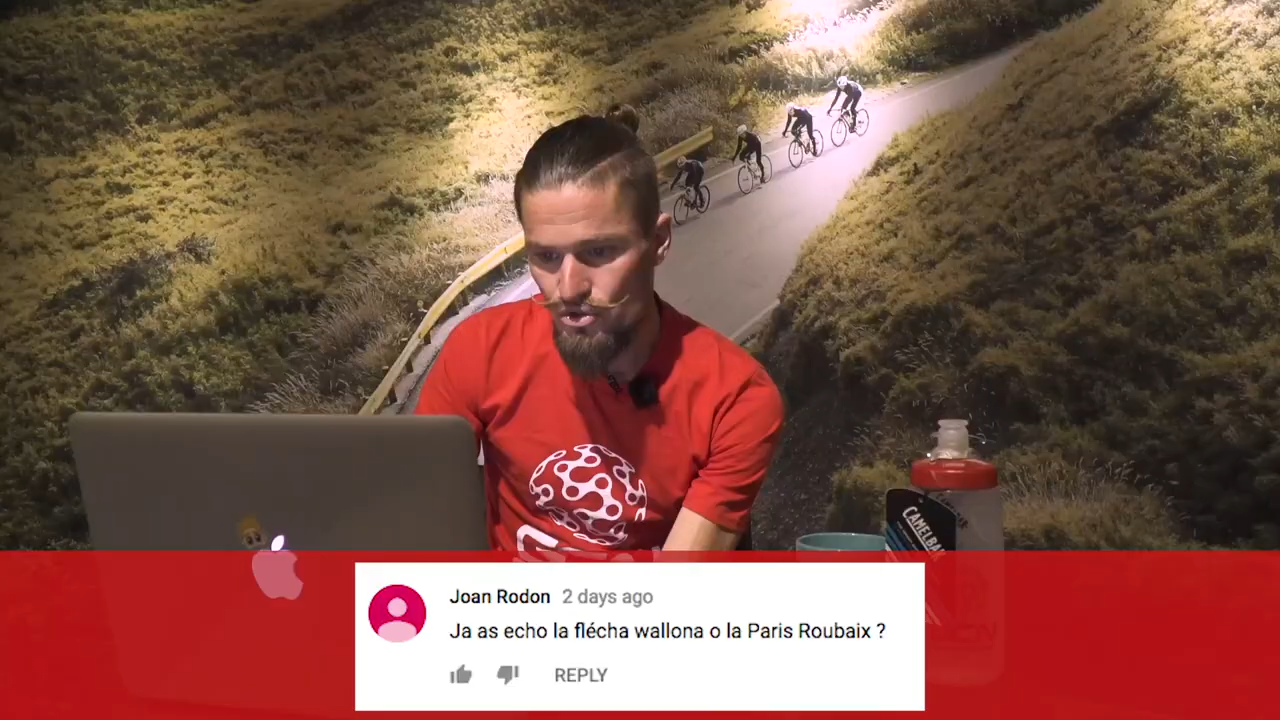 CAMELBAK
Joan Rodon 2 days ago
Ja as echo la flécha wallona o la Paris Roubaix ?
REPLY